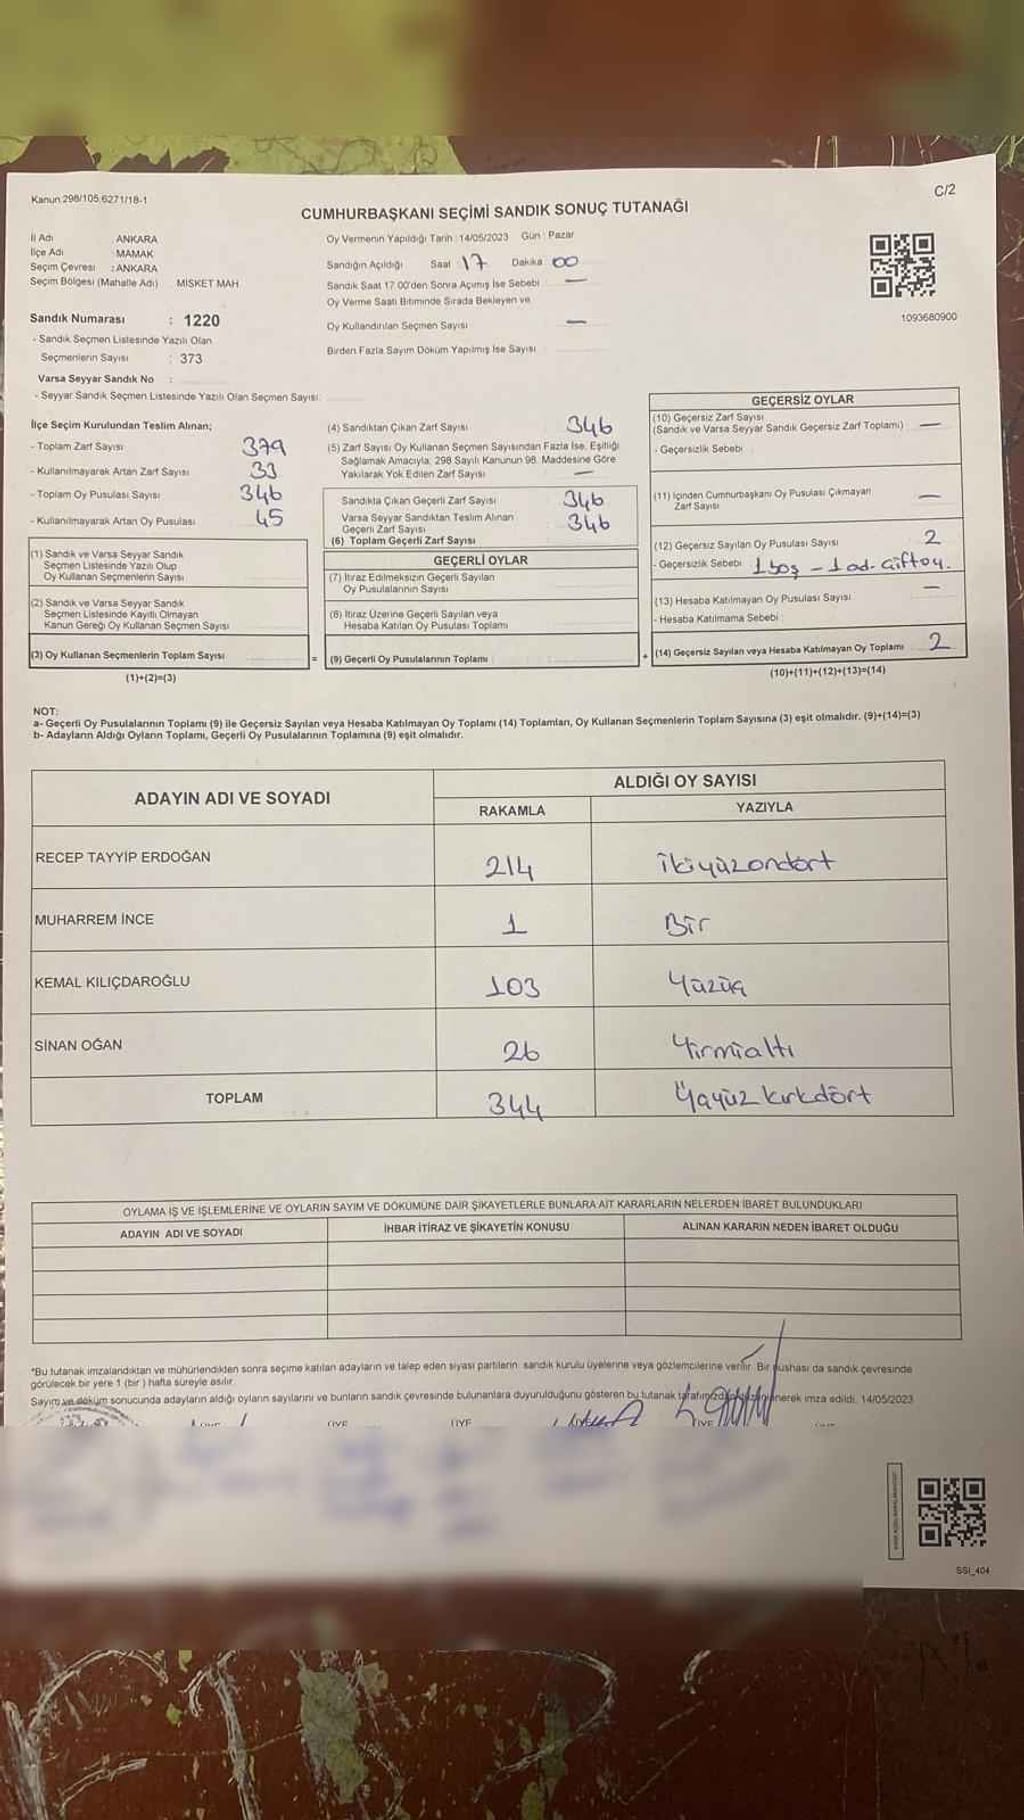 Kanun 298/105,6271/18-1
C/2
CUMHURBAŞKANI SEÇİMİ SANDIK SONUÇ TUTANAĞI
İl Adı : ANKARA
İlçe Adı : MAMAK
Seçim Çevresi : ANKARA
Seçim Bölgesi (Mahalle Adı) MİSKET MAH
Sandık Numarası : 1220
- Sandık Seçmen Listesinde Yazılı Olan
Seçmenlerin Sayısı : 373
Varsa Seyyar Sandık No :
- Seyyar Sandık Seçmen Listesinde Yazılı Olan Seçmen Sayısı:
Oy Vermenin Yapıldığı Tarih : 14/05/2023 Gün : Pazar
Sandığın Açıldığı Saat 17 Dakika 00
Sandık Saat 17.00'den Sonra Açımış İse Sebebi —
Oy Verme Saati Bitiminde Sırada Bekleyen ve
Oy Kullandırılan Seçmen Sayısı —
Birden Fazla Sayım Döküm Yapılmış İse Sayısı
1093680900
İlçe Seçim Kurulundan Teslim Alınan;
- Toplam Zarf Sayısı 379
- Kullanılmayarak Artan Zarf Sayısı 33
- Toplam Oy Pusulası Sayısı 346
- Kullanılmayarak Artan Oy Pusulası 45
(1) Sandık ve Varsa Seyyar Sandık
Seçmen Listesinde Yazılı Olup
Oy Kullanan Seçmenlerin Sayısı
(2) Sandık ve Varsa Seyyar Sandık
Seçmen Listesinde Kayıtlı Olmayan
Kanun Gereği Oy Kullanan Seçmen Sayısı
(3) Oy Kullanan Seçmenlerin Toplam Sayısı
(1)+(2)=(3)
(4) Sandıktan Çıkan Zarf Sayısı 346
(5) Zarf Sayısı Oy Kullanan Seçmen Sayısından Fazla İse, Eşitliği
Sağlamak Amacıyla; 298 Sayılı Kanunun 98. Maddesine Göre
Yakılarak Yok Edilen Zarf Sayısı —
Sandıkta Çıkan Geçerli Zarf Sayısı 346
Varsa Seyyar Sandıktan Teslim Alınan
Geçerli Zarf Sayısı 346
(6) Toplam Geçerli Zarf Sayısı
GEÇERLİ OYLAR
(7) İtiraz Edilmeksizin Geçerli Sayılan
Oy Pusulalarının Sayısı
(8) İtiraz Üzerine Geçerli Sayılan veya
Hesaba Katılan Oy Pusulası Toplamı
= (9) Geçerli Oy Pusulalarının Toplamı
GEÇERSİZ OYLAR
(10) Geçersiz Zarf Sayısı
(Sandık ve Varsa Seyyar Sandık Geçersiz Zarf Toplamı) —
- Geçersizlik Sebebi
(11) İçinden Cumhurbaşkanı Oy Pusulası Çıkmayan
Zarf Sayısı —
(12) Geçersiz Sayılan Oy Pusulası Sayısı 2
- Geçersizlik Sebebi 1 boş - 1 ad. çift oy.
(13) Hesaba Katılmayan Oy Pusulası Sayısı —
- Hesaba Katılmama Sebebi
+ (14) Geçersiz Sayılan veya Hesaba Katılmayan Oy Toplamı 2
(10)+(11)+(12)+(13)=(14)
NOT:
a- Geçerli Oy Pusulalarının Toplamı (9) ile Geçersiz Sayılan veya Hesaba Katılmayan Oy Toplamı (14) Toplamları, Oy Kullanan Seçmenlerin Toplam Sayısına (3) eşit olmalıdır. (9)+(14)=(3)
b- Adayların Aldığı Oyların Toplamı, Geçerli Oy Pusulalarının Toplamına (9) eşit olmalıdır.
ADAYIN ADI VE SOYADI
ALDIĞI OY SAYISI
RAKAMLA YAZIYLA
RECEP TAYYİP ERDOĞAN 214 İkiyüzondört
MUHARREM İNCE 1 Bir
KEMAL KILIÇDAROĞLU 103 Yüzüç
SİNAN OĞAN 26 Yirmialtı
TOPLAM 344 Üçyüz kırkdört
OYLAMA İŞ VE İŞLEMLERİNE VE OYLARIN SAYIM VE DÖKÜMÜNE DAİR ŞİKAYETLERLE BUNLARA AİT KARARLARIN NELERDEN İBARET BULUNDUKLARI
ADAYIN ADI VE SOYADI İHBAR İTİRAZ VE ŞİKAYETİN KONUSU ALINAN KARARIN NEDEN İBARET OLDUĞU
*Bu tutanak imzalandıktan ve mühürlendikten sonra seçime katılan adayların ve talep eden siyasi partilerin sandık kurulu üyelerine veya gözlemcilerine verilir. Bir nushası da sandık çevresinde
görülecek bir yere 1 (bir) hafta süreyle asılır.
Sayım ve döküm sonucunda adayların aldığı oyların sayılarını ve bunların sandık çevresinde bulunanlara duyurulduğunu gösteren bu tutanak imza edildi. 14/05/2023
ÜYE ÜYE
SSI_404